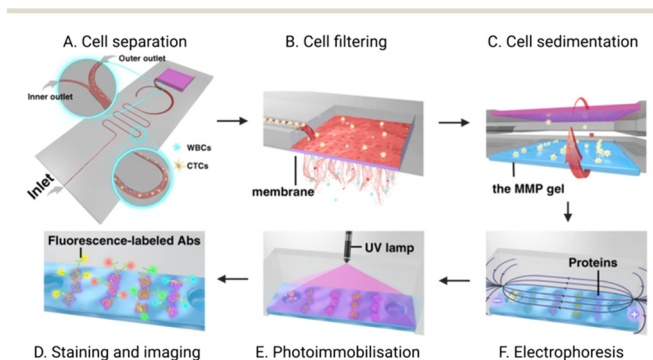 A. Cell separation
B. Cell filtering
C. Cell sedimentation
Outer outlet
Inner outlet
WBCs
CTCs
Inlet
membrane
the MMP gel
Fluorescence-labeled Abs
UV lamp
Proteins
D. Staining and imaging
E. Photoimmobilisation
F. Electrophoresis